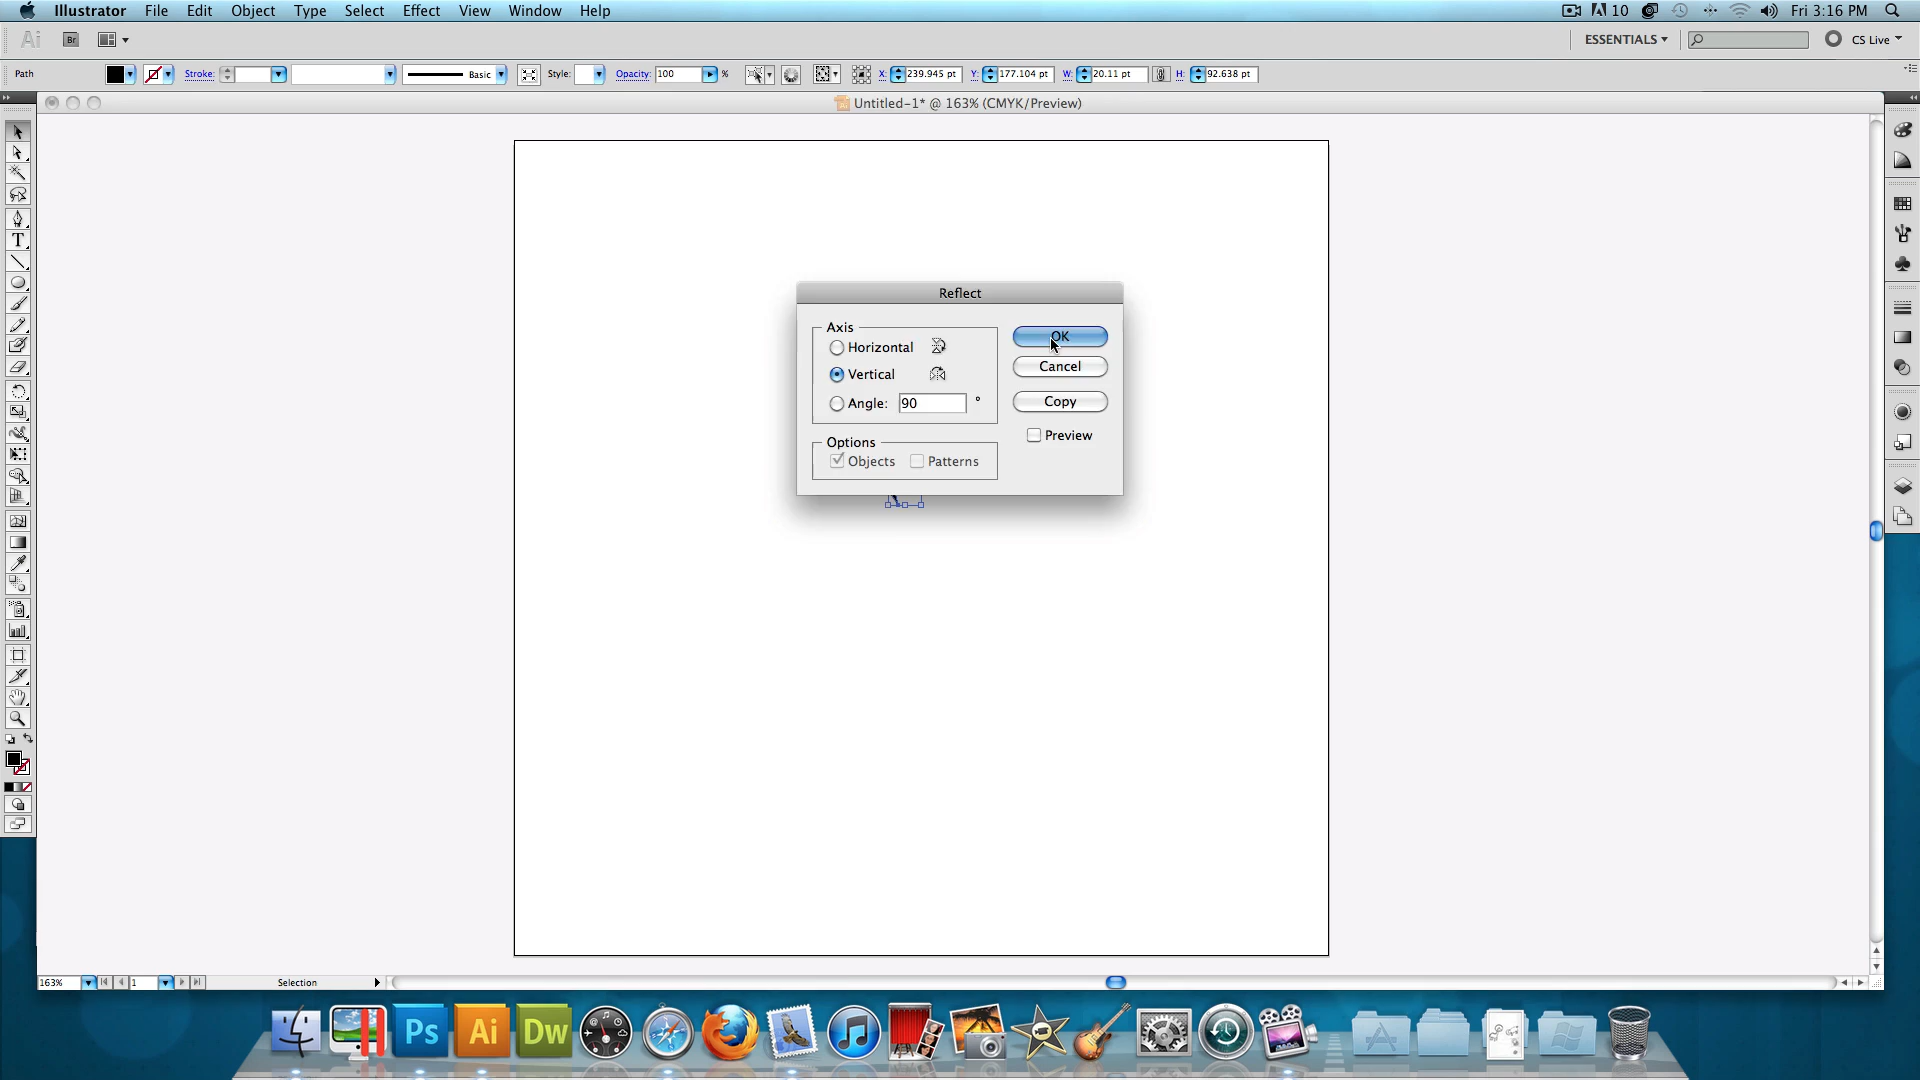 Illustrator File Edit Object Type Select Effect View Window Help
10 Fri 3:16 PM
Ai Br ESSENTIALS CS Live
Path Stroke: Basic Style: Opacity: 100 % X: 239.945 pt Y: 177.104 pt W: 20.11 pt H: 92.638 pt
Untitled-1* @ 163% (CMYK/Preview)
T
Reflect
Axis
Horizontal
Vertical
Angle: 90 °
OK
Cancel
Copy
Preview
Options
Objects Patterns
163% 1 Selection
Ps Ai Dw